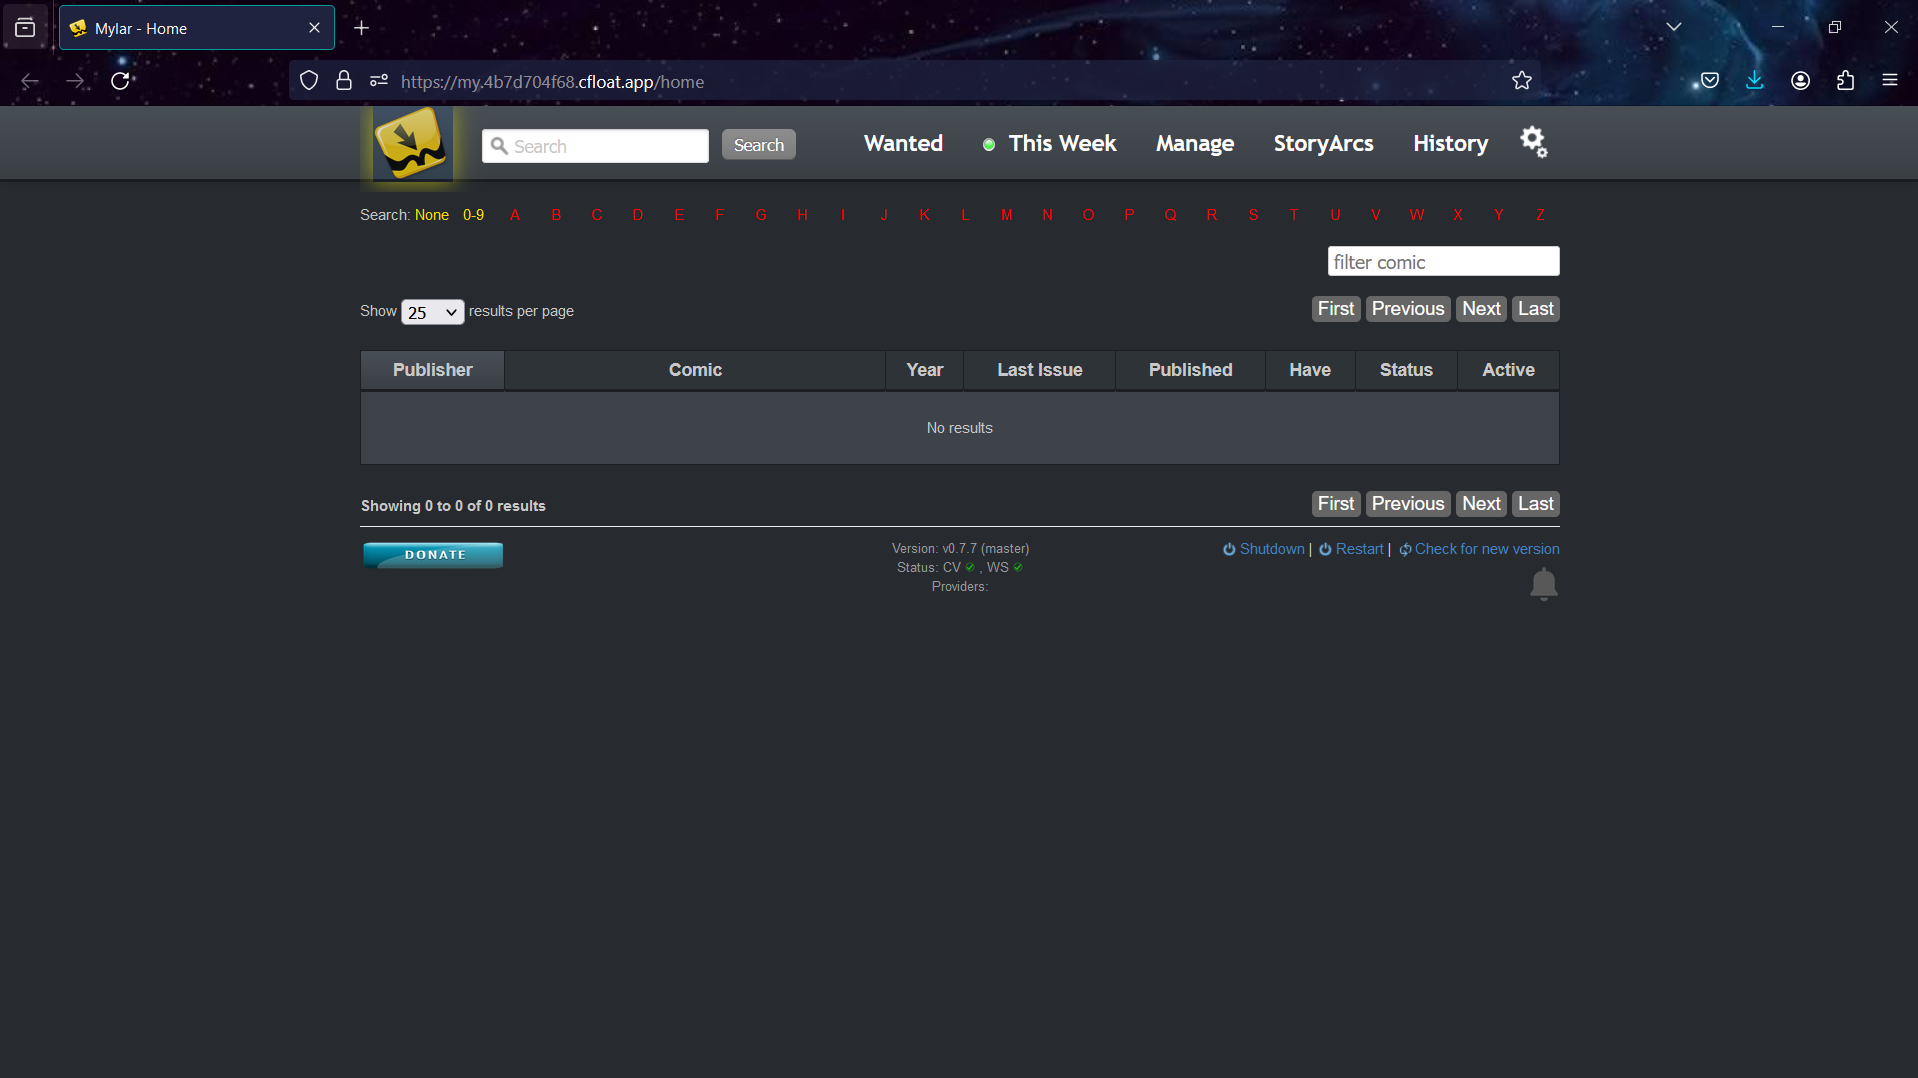 Mylar - Home
https://my.4b7d704f68.cfloat.app/home
Search Search Wanted This Week Manage StoryArcs History
Search: None 0-9 A B C D E F G H I J K L M N O P Q R S T U V W X Y Z
filter comic
Show 25 results per page First Previous Next Last
Publisher Comic Year Last Issue Published Have Status Active
No results
Showing 0 to 0 of 0 results First Previous Next Last
DONATE Version: v0.7.7 (master) Shutdown | Restart | Check for new version
Status: CV , WS
Providers: